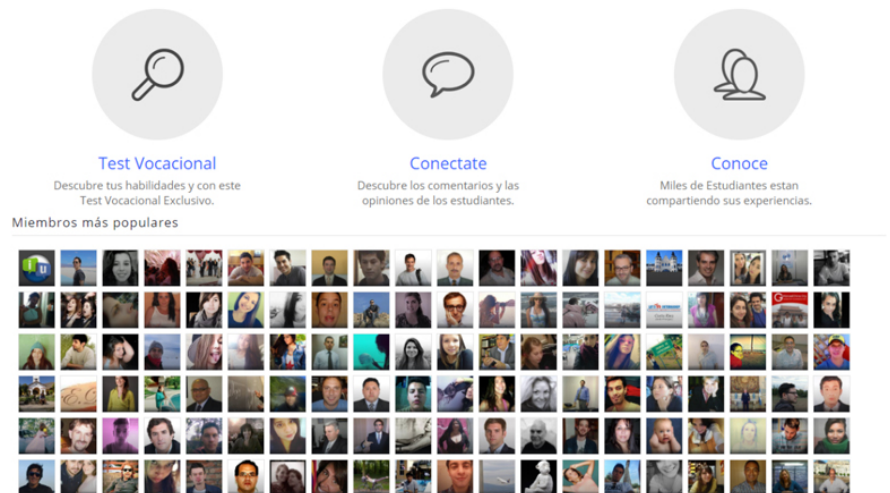 Test Vocacional
Descubre tus habilidades y con este
Test Vocacional Exclusivo.
Conectate
Descubre los comentarios y las
opiniones de los estudiantes.
Conoce
Miles de Estudiantes estan
compartiendo sus experiencias.
Miembros más populares